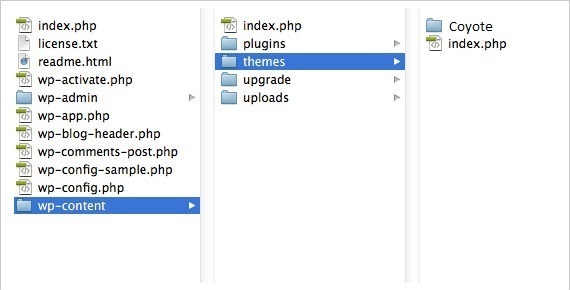 index.php
license.txt
readme.html
wp-activate.php
wp-admin
wp-app.php
wp-blog-header.php
wp-comments-post.php
wp-config-sample.php
wp-config.php
wp-content
index.php
plugins
themes
upgrade
uploads
Coyote
index.php